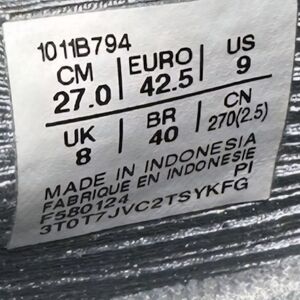 1011B794
CM EURO US
27.0 42.5 9
UK BR CN
8 40 270(2.5)
MADE IN INDONESIA
FABRIQUE EN INDONESIE
F580124 PI
3T0T7JVC2TSYKFG